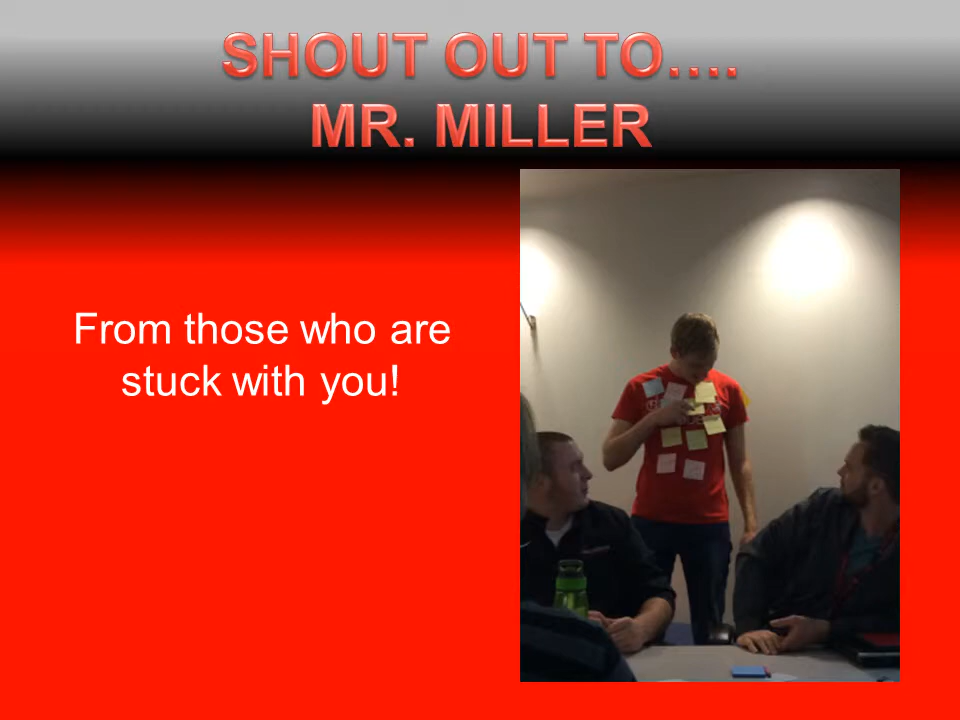 SHOUT OUT TO….
MR. MILLER
From those who are
stuck with you!